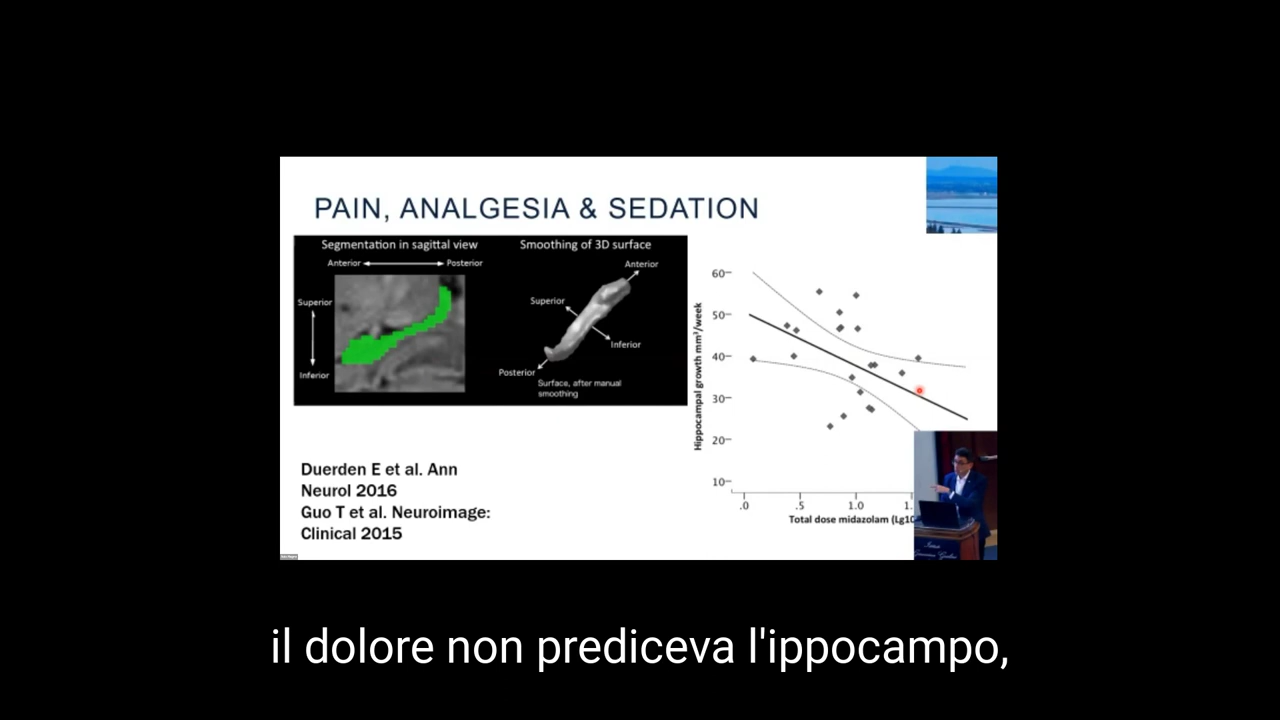 PAIN, ANALGESIA & SEDATION
Segmentation in sagittal view
Anterior
Posterior
Superior
Inferior
Smoothing of 3D surface
Anterior
Superior
Inferior
Posterior
Surface, after manual
smoothing
Hippocampal growth mm³/week
60
50
40
30
20
10
.0
.5
1.0
1.
Total dose midazolam (Lg10
Duerden E et al. Ann
Neurol 2016
Guo T et al. Neuroimage:
Clinical 2015
il dolore non prediceva l'ippocampo,